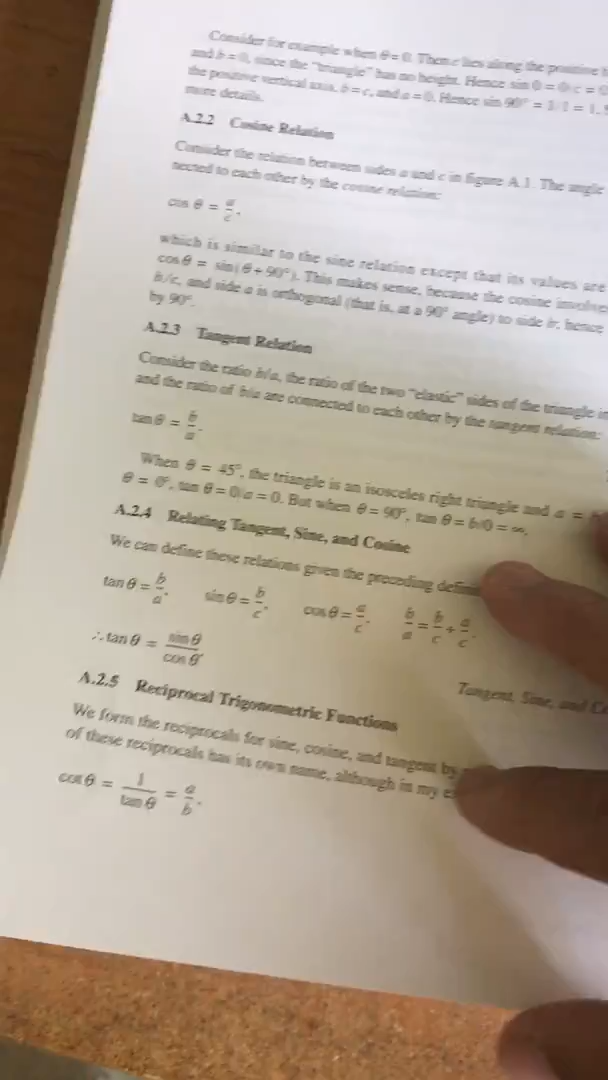 Consider for example when θ = 0. Then c lies along the positive
and b = 0, since the "triangle" has no height. Hence sin 0 = 0/c = 0
the positive vertical axis, b = c, and a = 0. Hence sin 90° = 1/1 = 1.
more details.
A.2.2 Cosine Relation
Consider the relation between sides a and c in figure A.1. The angle
nected to each other by the cosine relation:
cos θ = a/c,
which is similar to the sine relation except that its values are
cos θ = sin(θ + 90°). This makes sense, because the cosine involves
b/c, and side a is orthogonal (that is, at a 90° angle) to side b, hence
by 90°.
A.2.3 Tangent Relation
Consider the ratio b/a, the ratio of the two "elastic" sides of the triangle in
and the ratio of b/a are connected to each other by the tangent relation:
tan θ = b/a.
When θ = 45°, the triangle is an isosceles right triangle and a =
θ = 0°, tan θ = 0/a = 0. But when θ = 90°, tan θ = b/0 = ∞.
A.2.4 Relating Tangent, Sine, and Cosine
We can define these relations given the preceding
tan θ = b/a, sin θ = b/c, cos θ = a/c, b/a = b/c ÷ a/c.
∴ tan θ = sin θ/cos θ.
Tangent, Sine, and
A.2.5 Reciprocal Trigonometric Functions
We form the reciprocals for sine, cosine, and tangent by
of these reciprocals has its own name, although in my
cot θ = 1/tan θ = a/b.